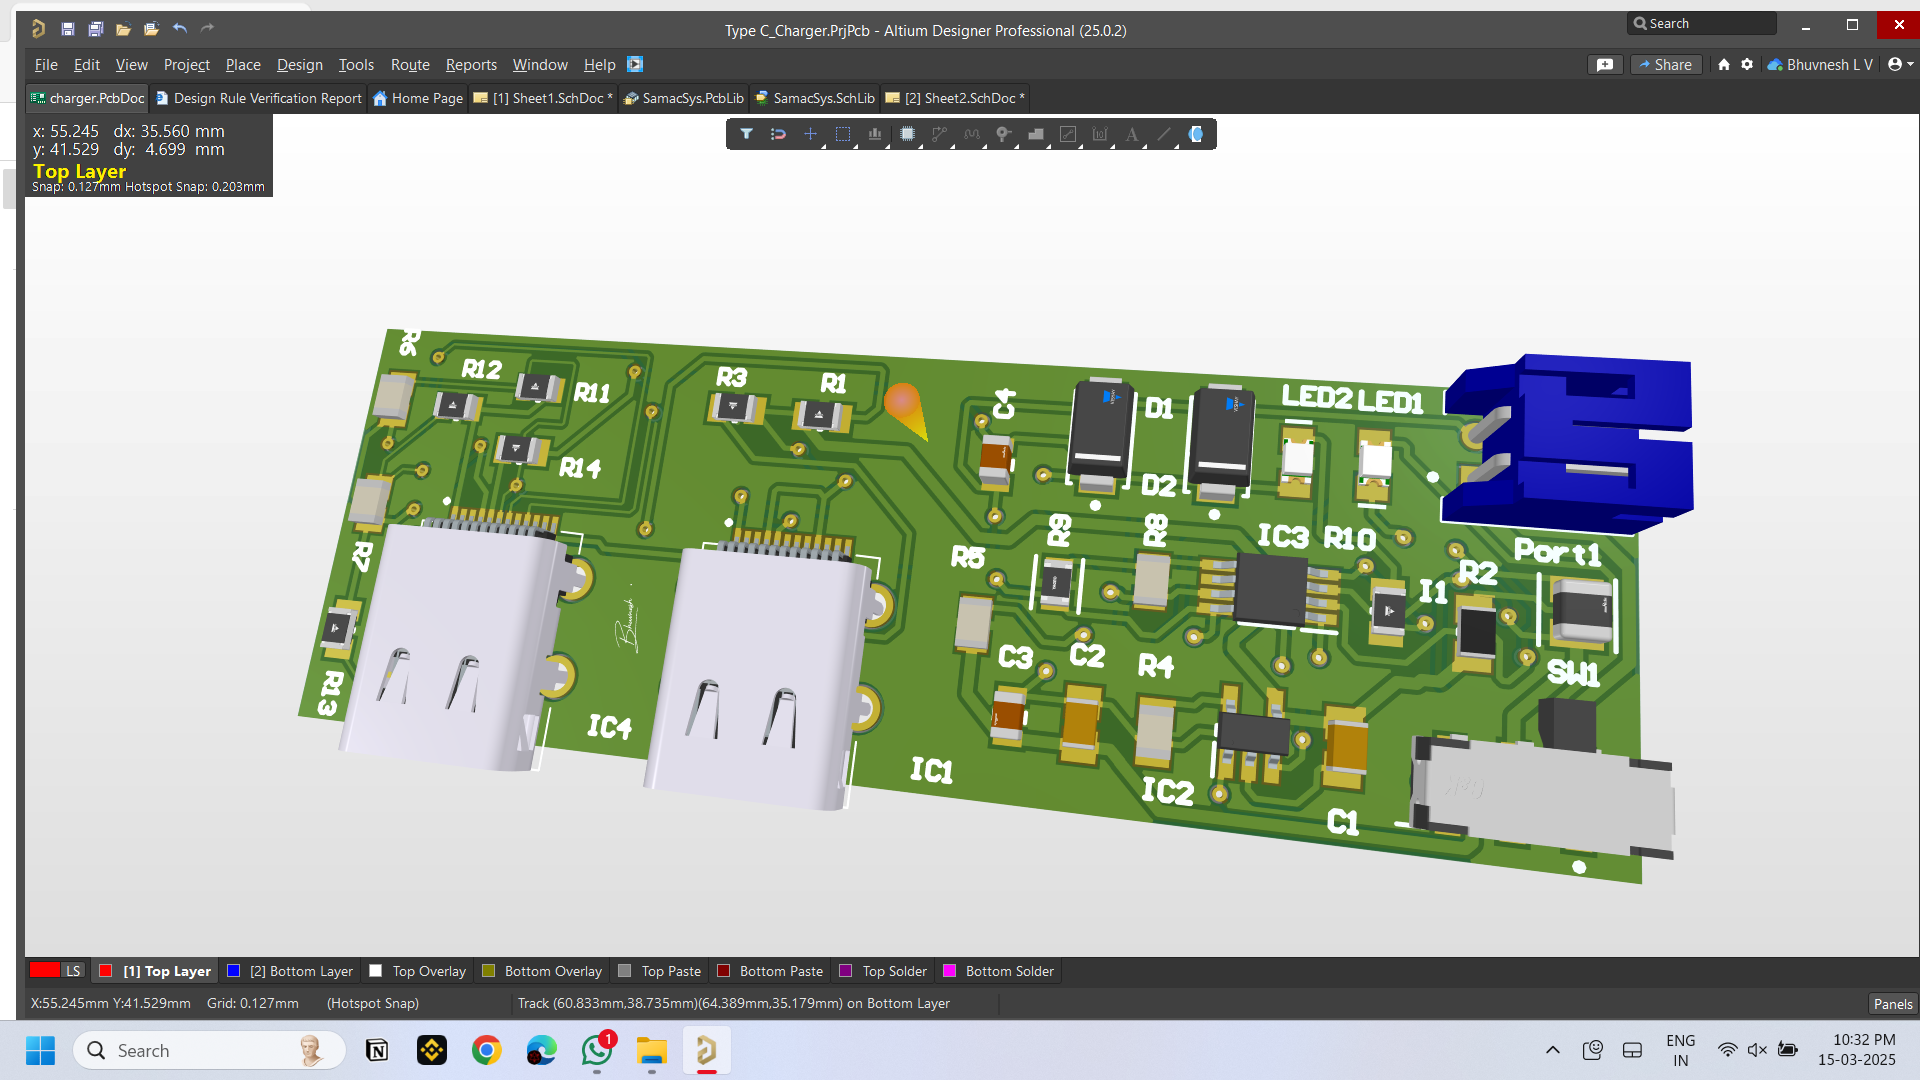 Type C_Charger.PrjPcb - Altium Designer Professional (25.0.2)
Search
File Edit View Project Place Design Tools Route Reports Window Help
Share
Bhuvnesh L V
charger.PcbDoc
Design Rule Verification Report
Home Page
[1] Sheet1.SchDoc *
SamacSys.PcbLib
SamacSys.SchLib
[2] Sheet2.SchDoc *
x: 55.245 dx: 35.560 mm
y: 41.529 dy: 4.699 mm
Top Layer
Snap: 0.127mm Hotspot Snap: 0.203mm
R6
R12
R11
R14
R3
R1
C4
D1
LED2
LED1
D2
R9
R8
IC3
R10
Port1
R7
R5
R2
I1
C3
C2
R4
SW1
R13
IC4
IC1
IC2
C1
LS
[1] Top Layer
[2] Bottom Layer
Top Overlay
Bottom Overlay
Top Paste
Bottom Paste
Top Solder
Bottom Solder
X:55.245mm Y:41.529mm Grid: 0.127mm (Hotspot Snap)
Track (60.833mm,38.735mm)(64.389mm,35.179mm) on Bottom Layer
Panels
Search
1
ENG
IN
10:32 PM
15-03-2025